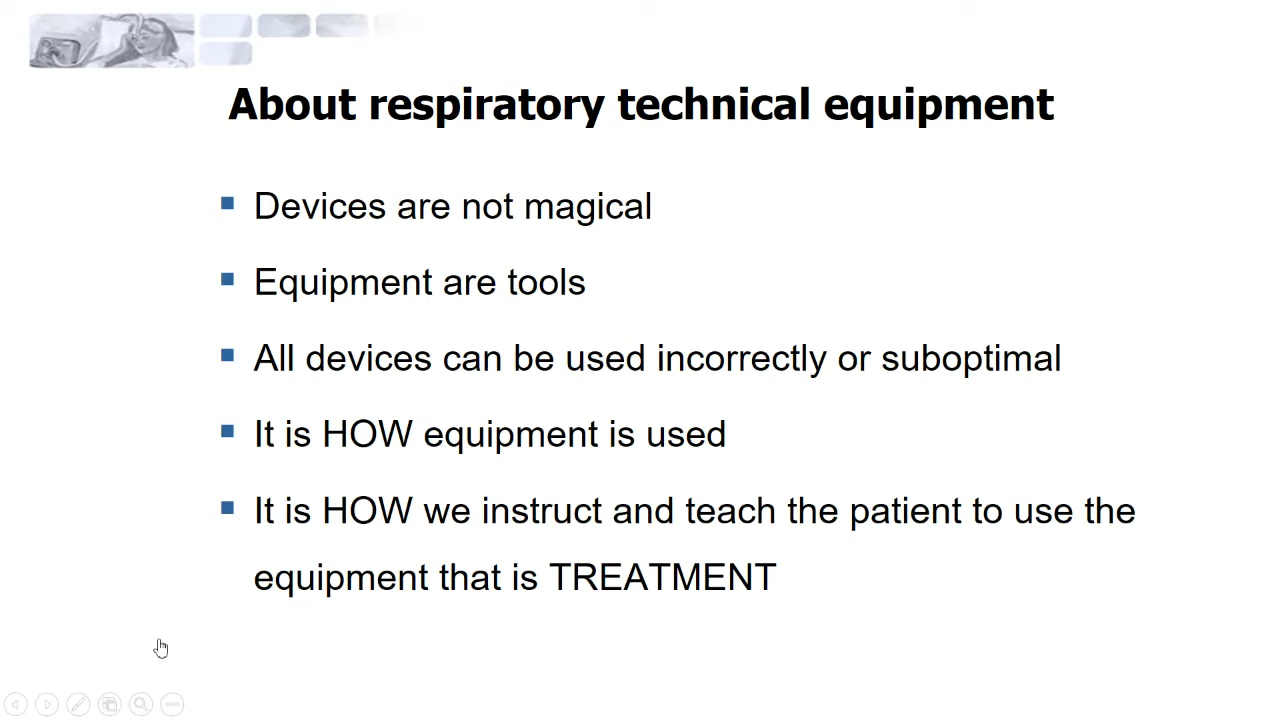 About respiratory technical equipment
Devices are not magical
Equipment are tools
All devices can be used incorrectly or suboptimal
It is HOW equipment is used
It is HOW we instruct and teach the patient to use the
equipment that is TREATMENT